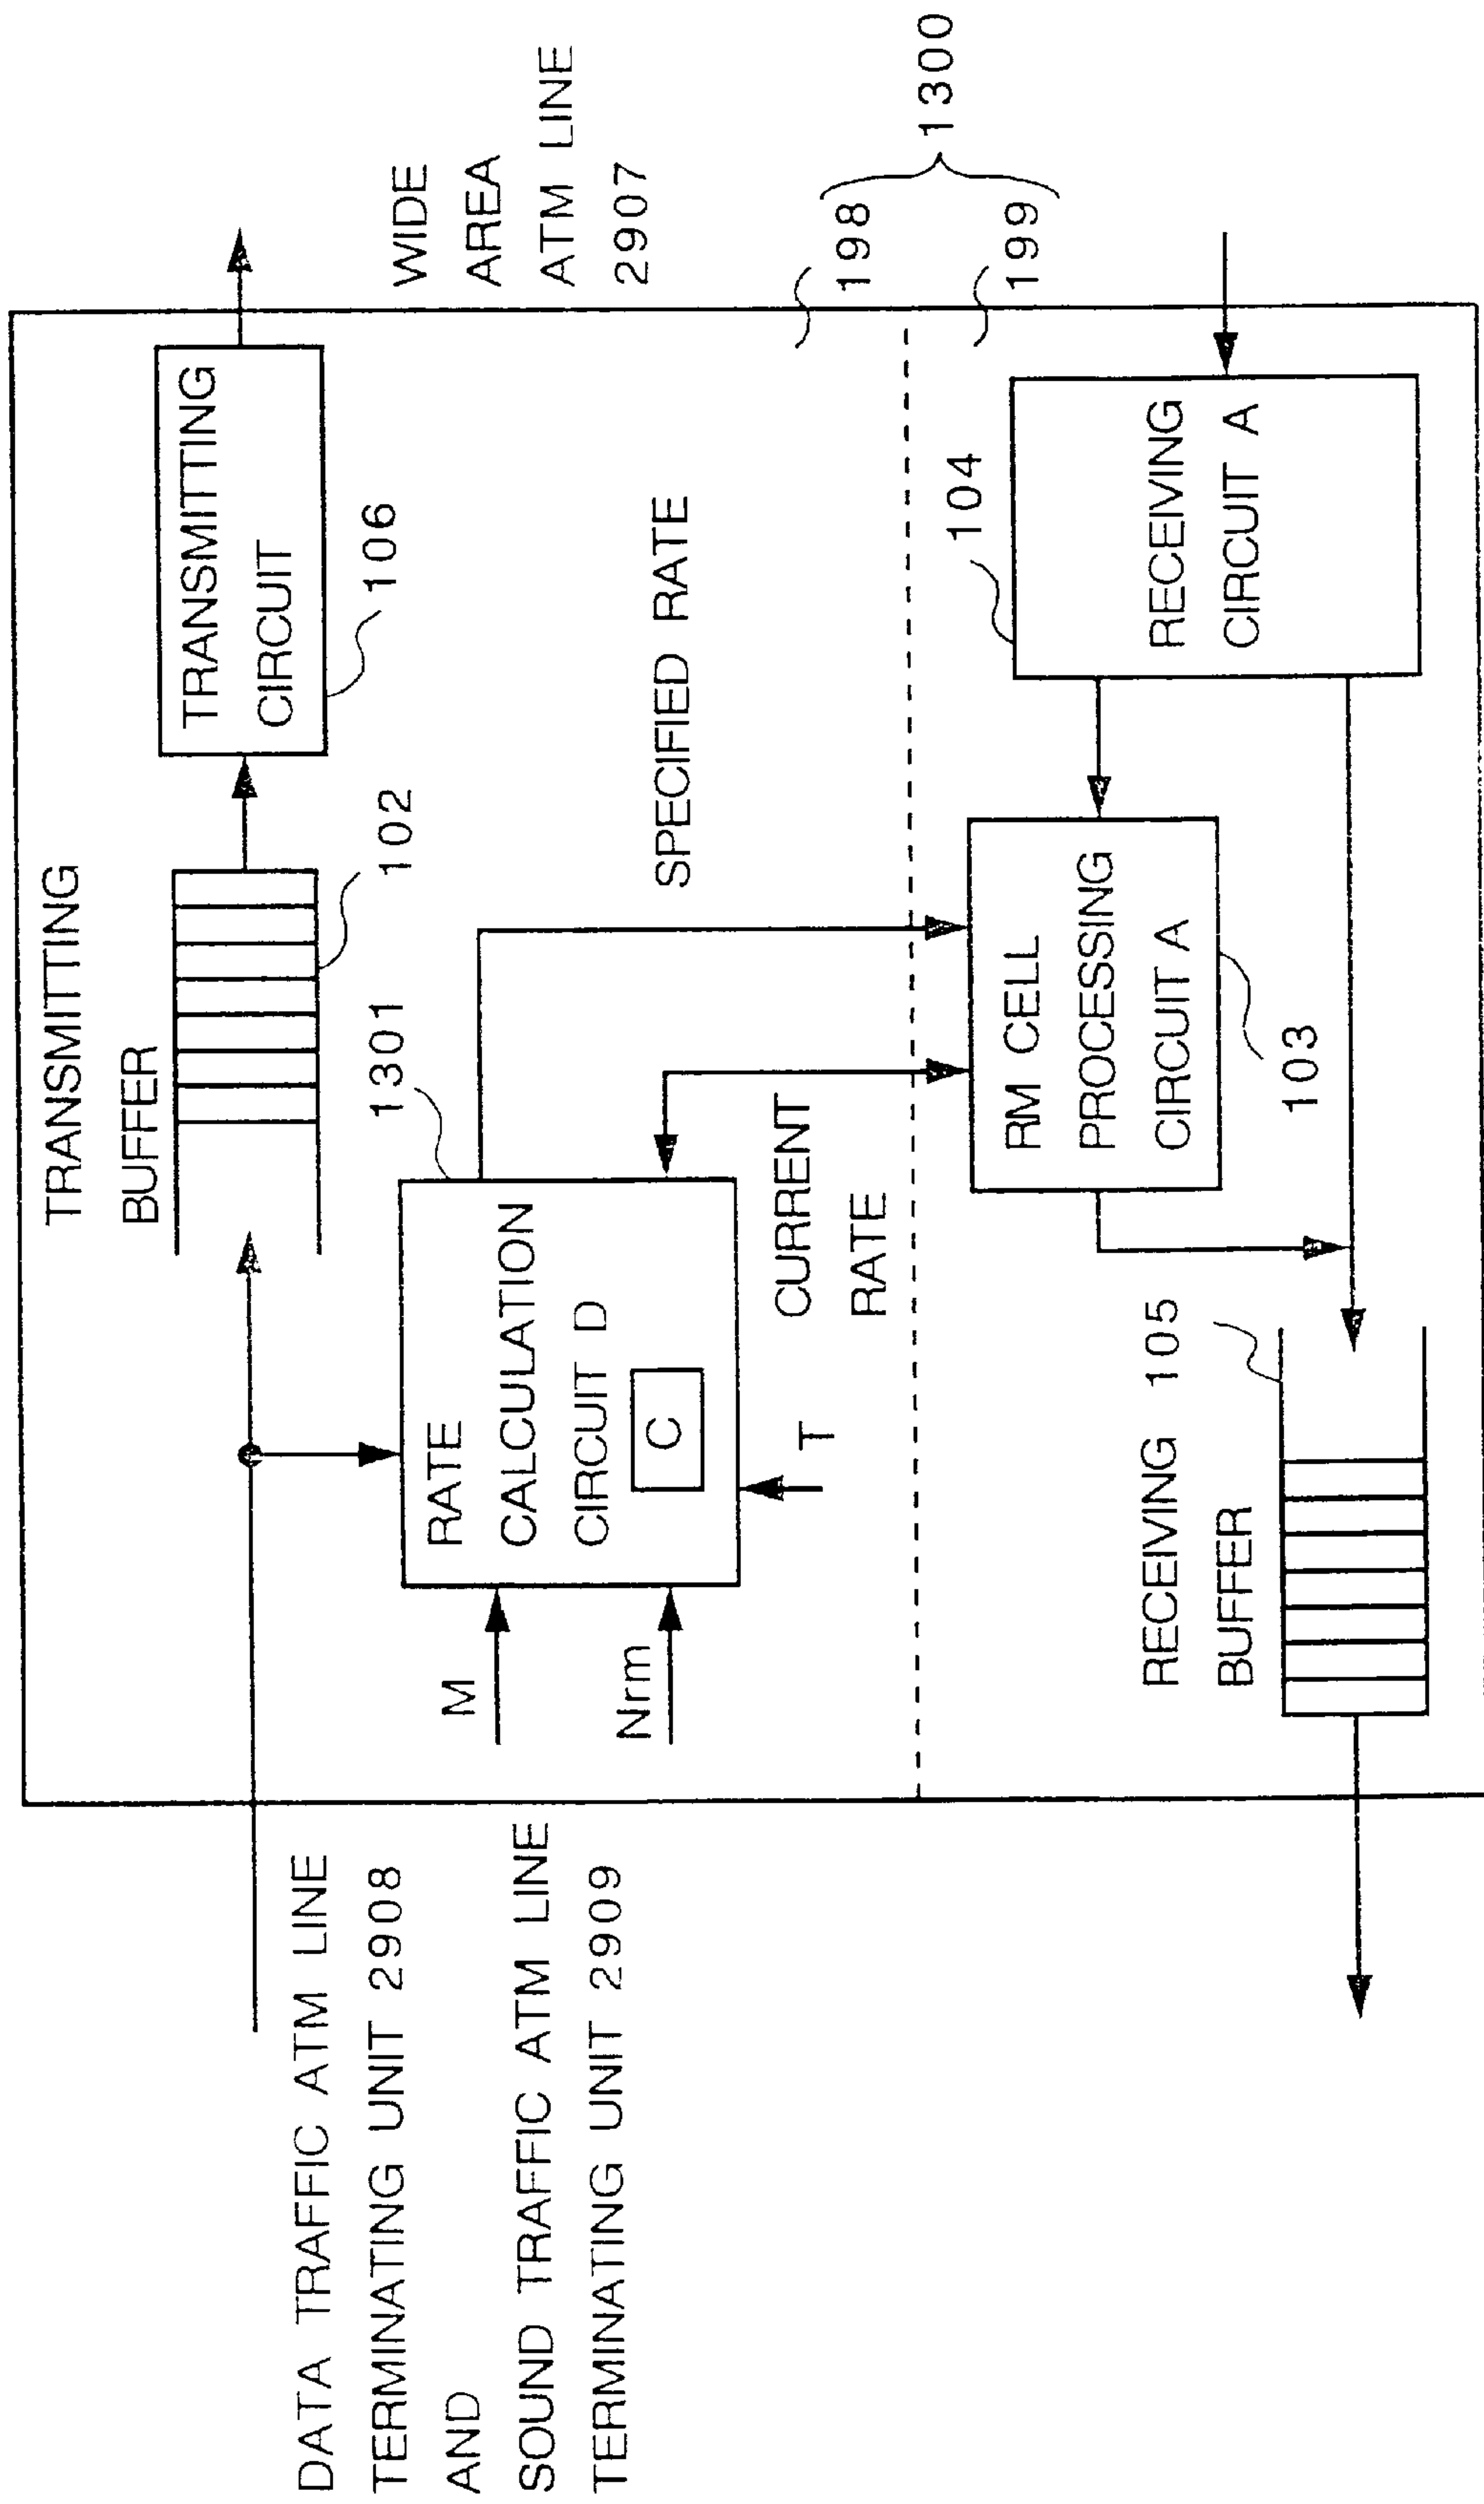 TRANSMITTING
BUFFER
102
TRANSMITTING
CIRCUIT
106
WIDE
AREA
ATM LINE
2907
DATA TRAFFIC ATM LINE
TERMINATING UNIT 2908
AND
SOUND TRAFFIC ATM LINE
TERMINATING UNIT 2909
M
Nrm
1301
RATE
CALCULATION
CIRCUIT D
C
T
CURRENT
RATE
SPECIFIED RATE
198
199
1300
RM CELL
PROCESSING
CIRCUIT A
103
104
RECEIVING
CIRCUIT A
RECEIVING 105
BUFFER